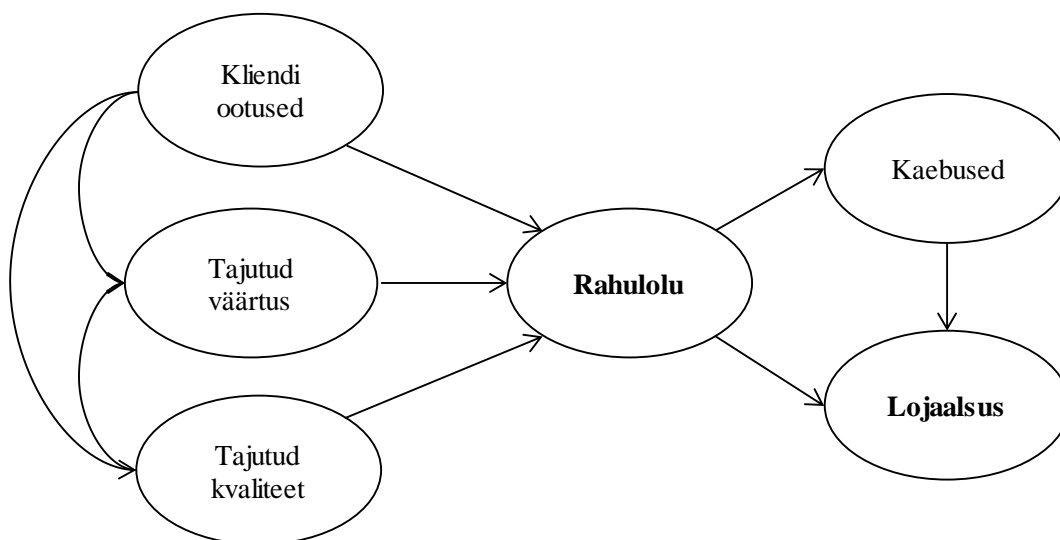 Kliendi
ootused
Tajutud
väärtus
Tajutud
kvaliteet
Rahulolu
Kaebused
Lojaalsus